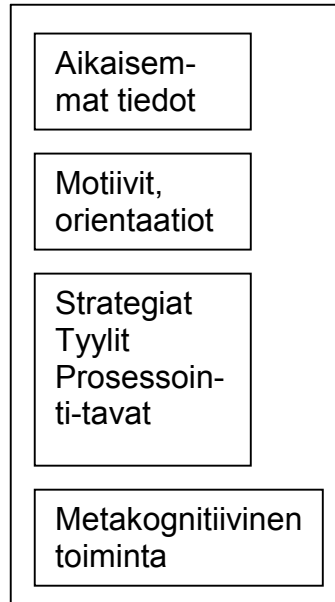 Aikaisem-
mat tiedot
Motiivit,
orientaatiot
Strategiat
Tyylit
Prosessoin-
ti-tavat
Metakognitiivinen
toiminta